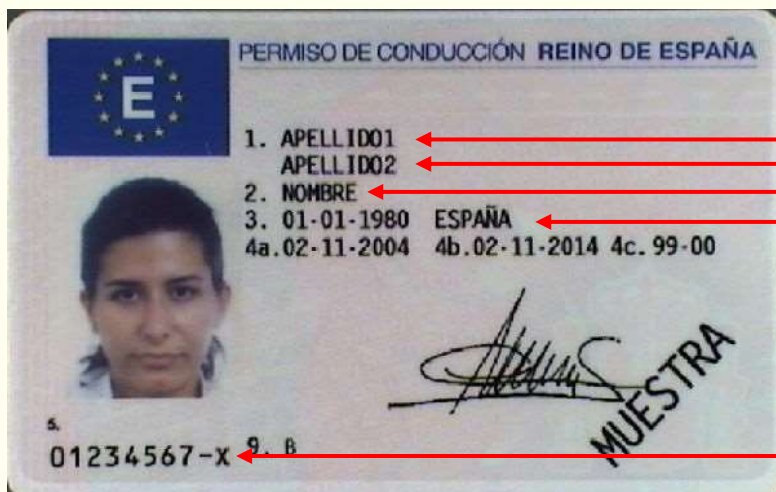 E
PERMISO DE CONDUCCIÓN REINO DE ESPAÑA
1. APELLIDO1
APELLIDO2
2. NOMBRE
3. 01-01-1980 ESPAÑA
4a.02-11-2004 4b.02-11-2014 4c.99-00
MUESTRA
5.
01234567-X 9. B